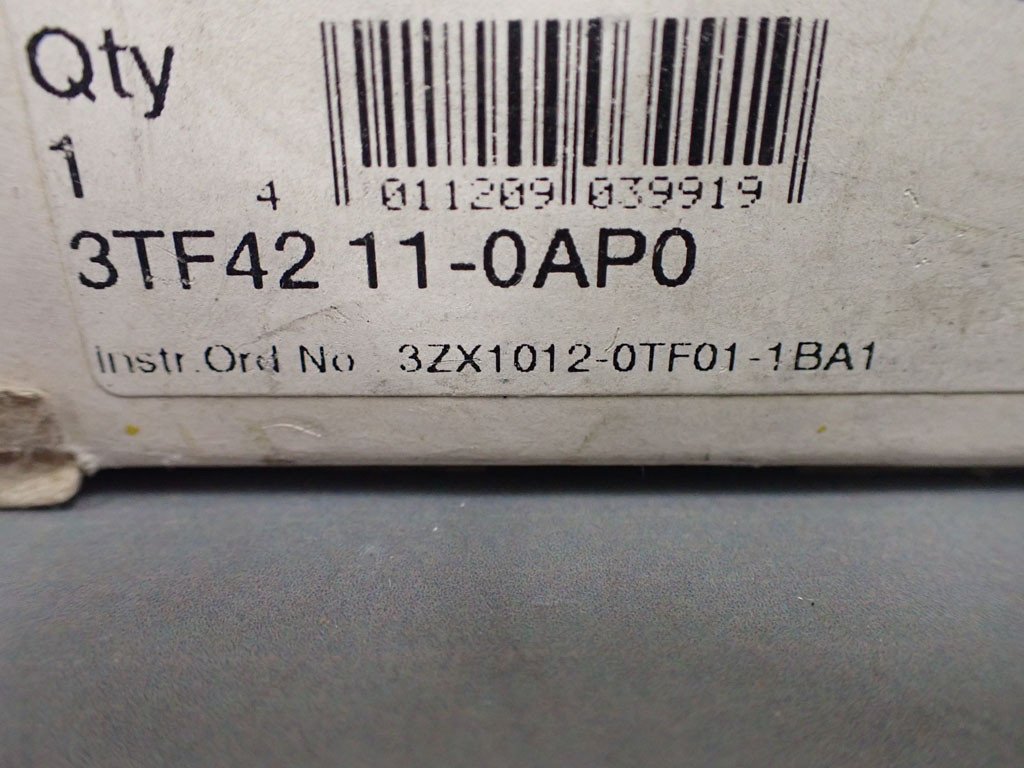 Qty
1
4 011209 039919
3TF42 11-0AP0
Instr.Ord No. 3ZX1012-0TF01-1BA1